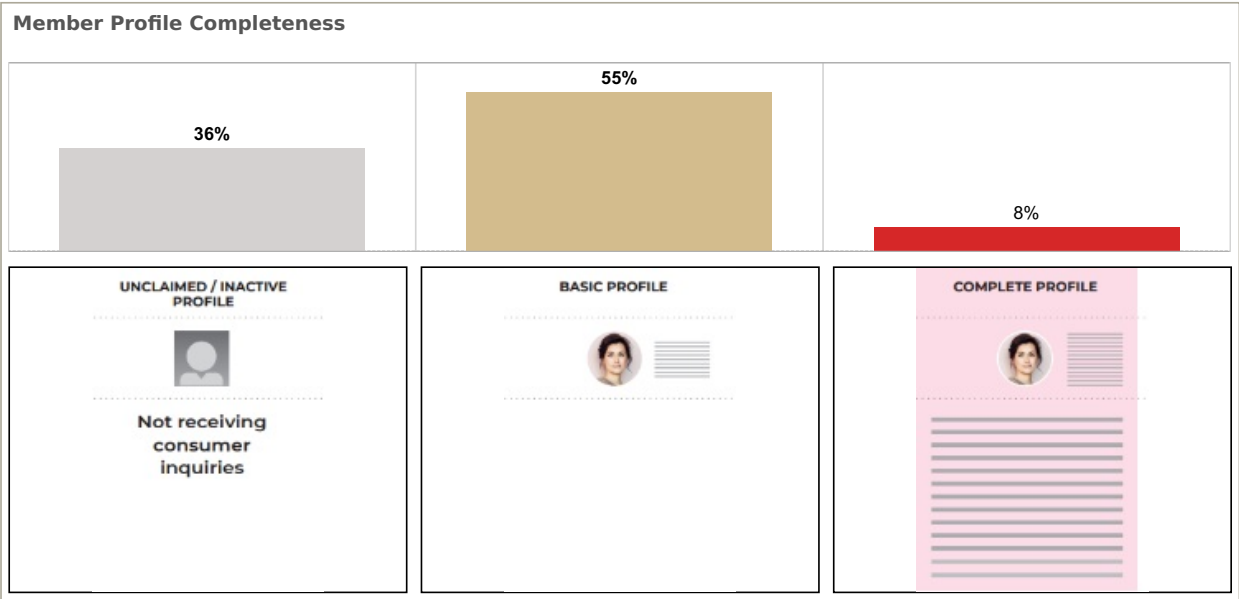 Member Profile Completeness
36%
55%
8%
UNCLAIMED / INACTIVE
PROFILE
Not receiving
consumer
inquiries
BASIC PROFILE
COMPLETE PROFILE